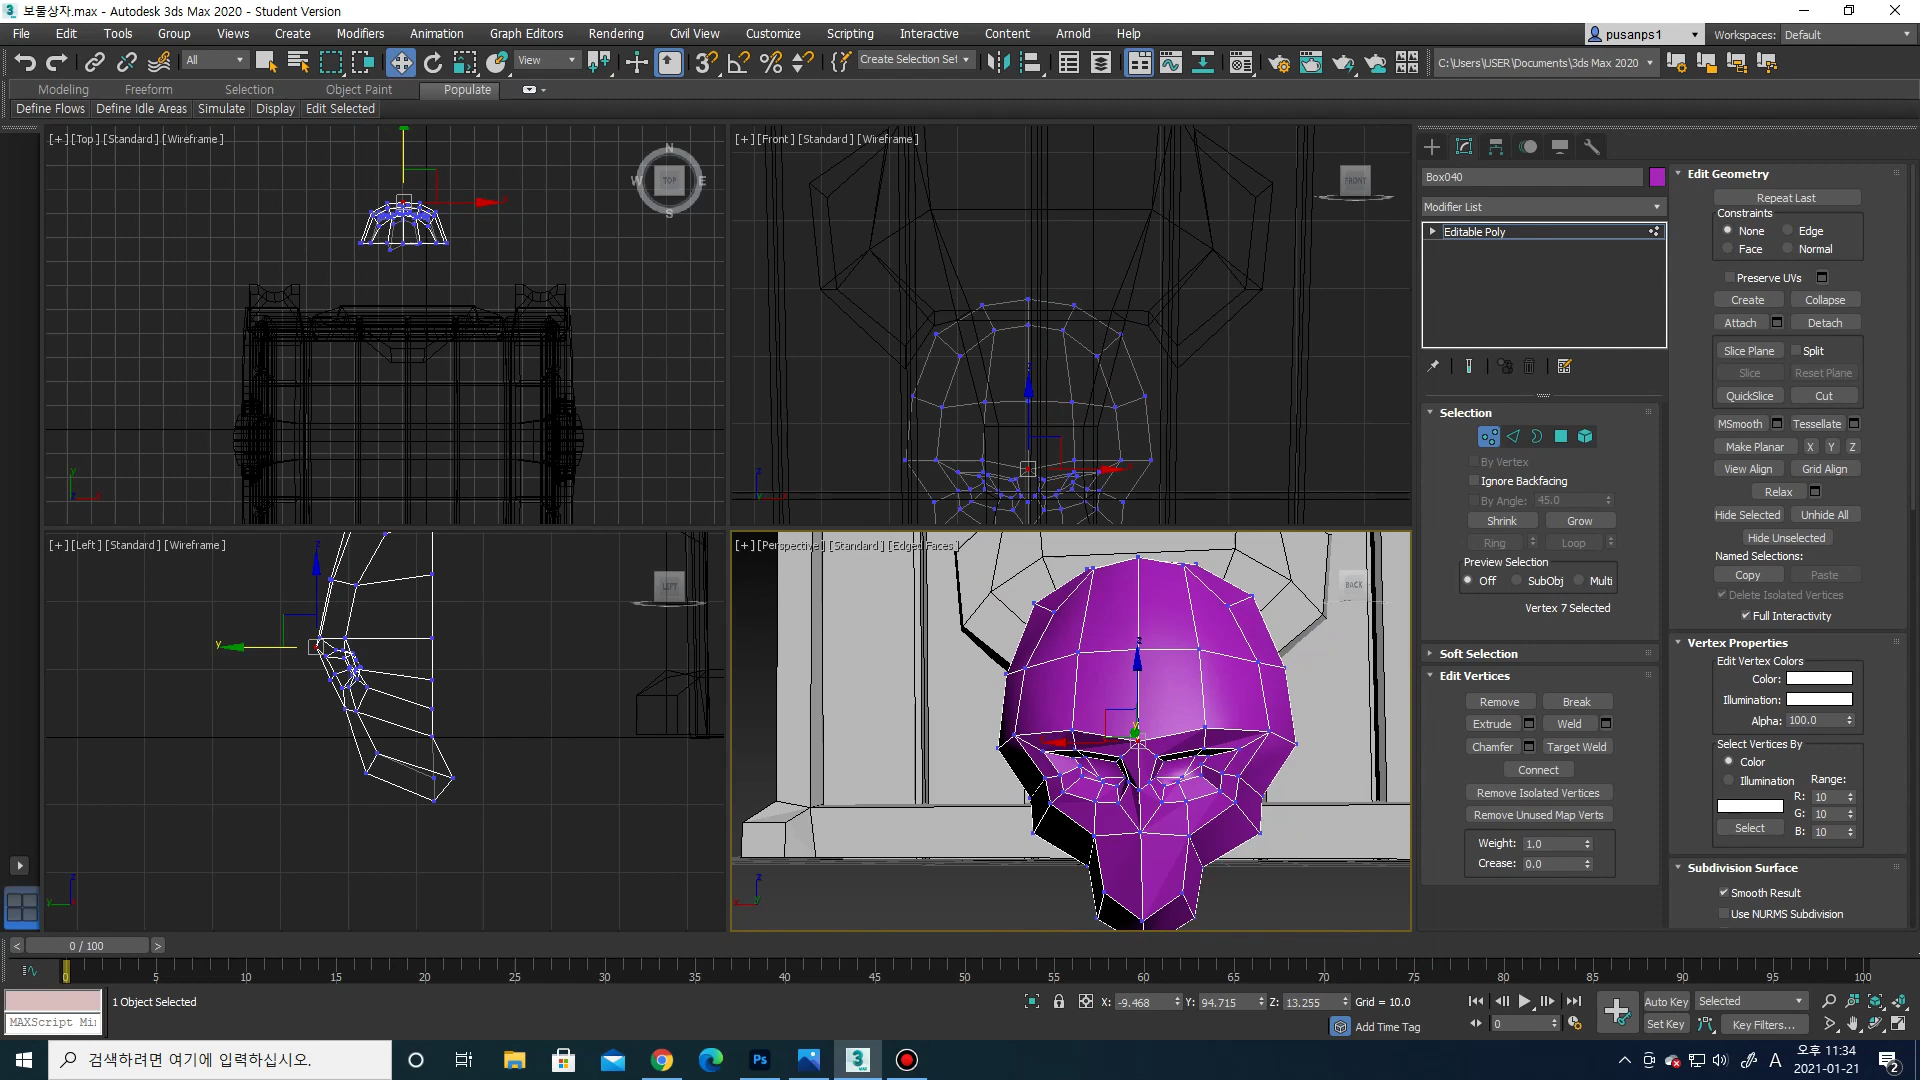 보물상자.max - Autodesk 3ds Max 2020 - Student Version
File Edit Tools Group Views Create Modifiers Animation Graph Editors Rendering Civil View Customize Scripting Interactive Content Arnold Help
pusanps1 Workspaces: Default
All View Create Selection Set C:\Users\USER\Documents\3ds Max 2020
Modeling Freeform Selection Object Paint Populate
Define Flows Define Idle Areas Simulate Display Edit Selected
[+] [Top] [Standard] [Wireframe]
N
W TOP E
S
[+] [Front] [Standard] [Wireframe]
FRONT
[+] [Left] [Standard] [Wireframe]
LEFT
[+] [Perspective] [Standard] [Edged Faces]
BACK
Box040
Modifier List
Editable Poly
Selection
By Vertex
Ignore Backfacing
By Angle: 45.0
Shrink Grow
Ring Loop
Preview Selection
Off SubObj Multi
Vertex 7 Selected
Soft Selection
Edit Vertices
Remove Break
Extrude Weld
Chamfer Target Weld
Connect
Remove Isolated Vertices
Remove Unused Map Verts
Weight: 1.0
Crease: 0.0
Edit Geometry
Repeat Last
Constraints
None Edge
Face Normal
Preserve UVs
Create Collapse
Attach Detach
Slice Plane Split
Slice Reset Plane
QuickSlice Cut
MSmooth Tessellate
Make Planar X Y Z
View Align Grid Align
Relax
Hide Selected Unhide All
Hide Unselected
Named Selections:
Copy Paste
Delete Isolated Vertices
Full Interactivity
Vertex Properties
Edit Vertex Colors
Color:
Illumination:
Alpha: 100.0
Select Vertices By
Color
Illumination Range:
R: 10
G: 10
B: 10
Select
Subdivision Surface
Smooth Result
Use NURMS Subdivision
< 0 / 100 >
0 5 10 15 20 25 30 35 40 45 50 55 60 65 70 75 80 85 90 95 100
1 Object Selected
X: -9.468 Y: 94.715 Z: 13.255 Grid = 10.0
Auto Key Selected
MAXScript Mi
Add Time Tag
0
Set Key Key Filters...
검색하려면 여기에 입력하십시오.
Ps
3
A
오후 11:34
2021-01-21
2